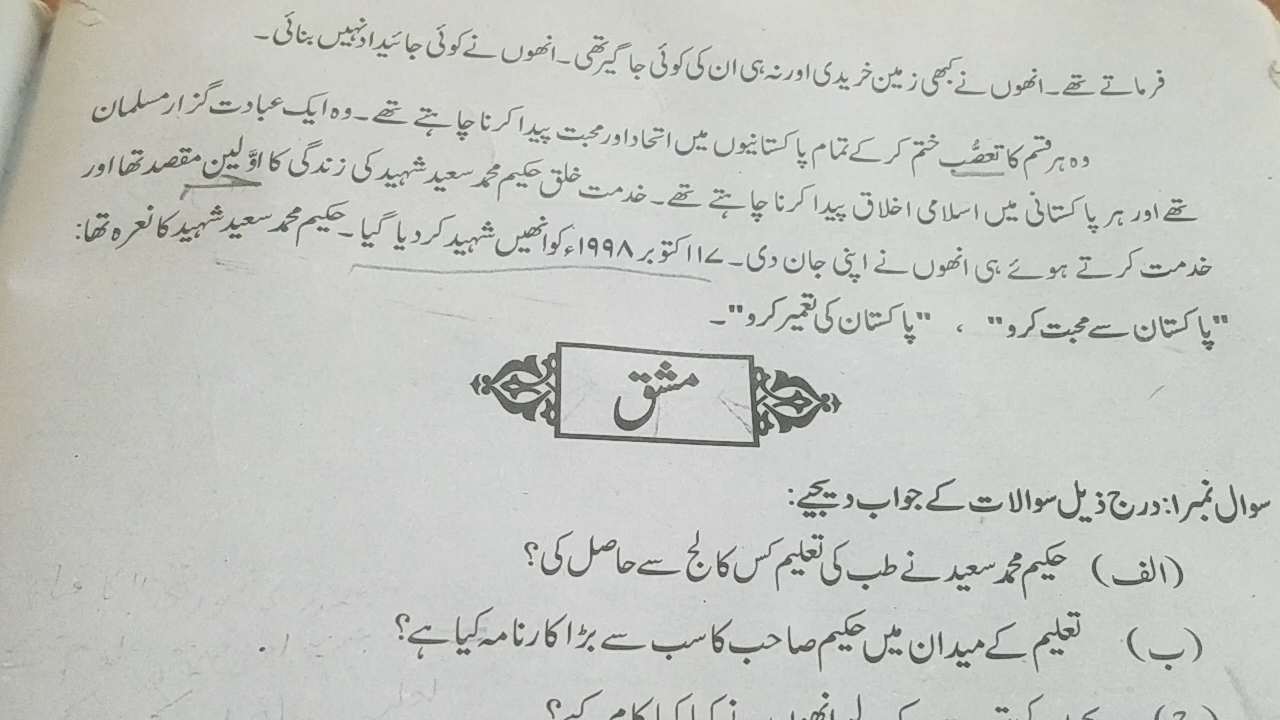 فرماتے تھے۔ انھوں نے کبھی زمین خریدی اور نہ ہی ان کی کوئی جاگیر تھی۔ انھوں نے کوئی جائیداد نہیں بنائی۔
وہ ہر قسم کا تعصُّب ختم کر کے تمام پاکستانیوں میں اتحاد اور محبت پیدا کرنا چاہتے تھے۔ وہ ایک عبادت گزار مسلمان
تھے اور ہر پاکستانی میں اسلامی اخلاق پیدا کرنا چاہتے تھے۔ خدمت خلق حکیم محمد سعید شہید کی زندگی کا اوّلین مقصد تھا اور
خدمت کرتے ہوئے ہی انھوں نے اپنی جان دی۔ ۱۷ اکتوبر ۱۹۹۸ء کو انھیں شہید کر دیا گیا۔ حکیم محمد سعید شہید کا نعرہ تھا:
"پاکستان سے محبت کرو" ، "پاکستان کی تعمیر کرو"۔
مشق
سوال نمبر ۱: درج ذیل سوالات کے جواب دیجیے:
(الف) حکیم محمد سعید نے طب کی تعلیم کس کالج سے حاصل کی؟
(ب) تعلیم کے میدان میں حکیم صاحب کا سب سے بڑا کارنامہ کیا ہے؟